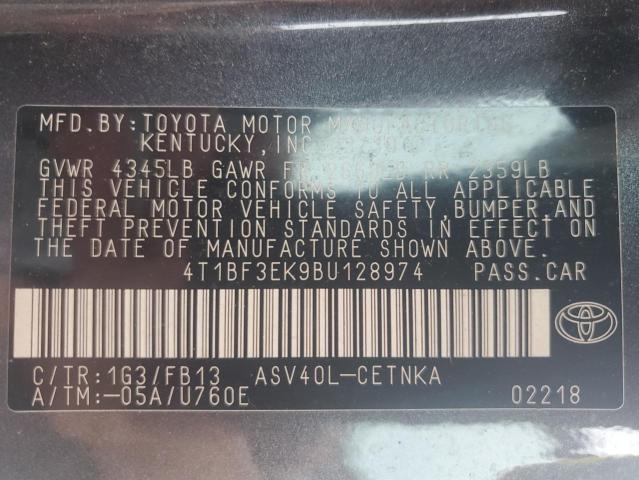 MFD.BY:TOYOTA MOTOR
KENTUCKY,INC.
GVWR 4345LB GAWR RR 2359LB
THIS VEHICLE CONFORMS TO ALL APPLICABLE
FEDERAL MOTOR VEHICLE SAFETY,BUMPER,AND
THEFT PREVENTION STANDARDS IN EFFECT ON
THE DATE OF MANUFACTURE SHOWN ABOVE.
4T1BF3EK9BU128974 PASS.CAR
C/TR:1G3/FB13 ASV40L-CETNKA
A/TM:-05A/U760E 02218